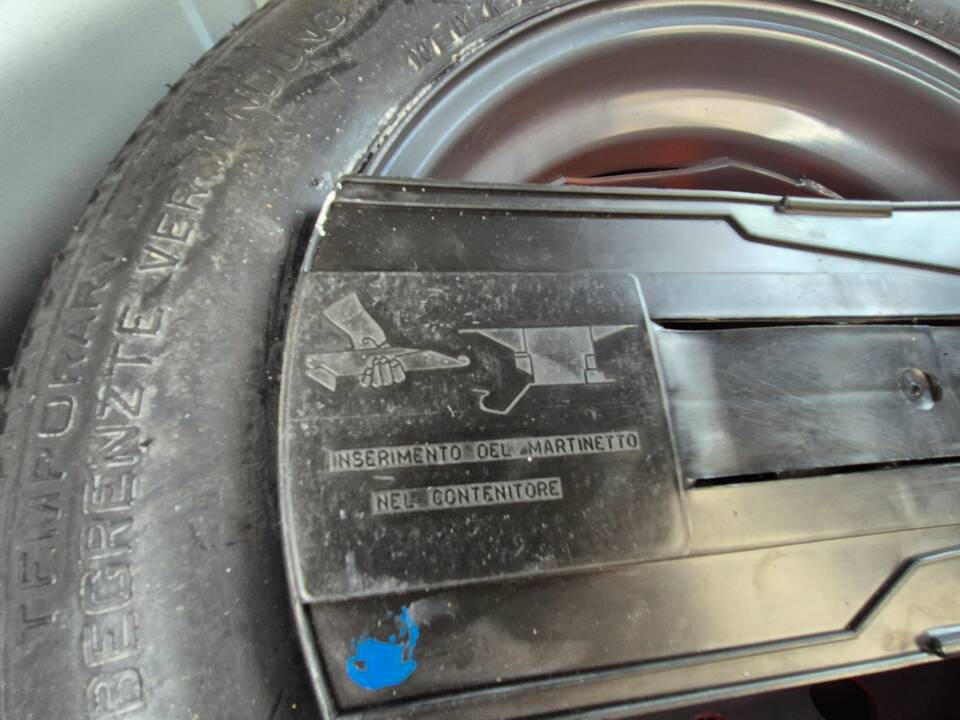 TEMPORARY
BEGRENZTE VERWENDUNG
INSERIMENTO DEL MARTINETTO
NEL CONTENITORE